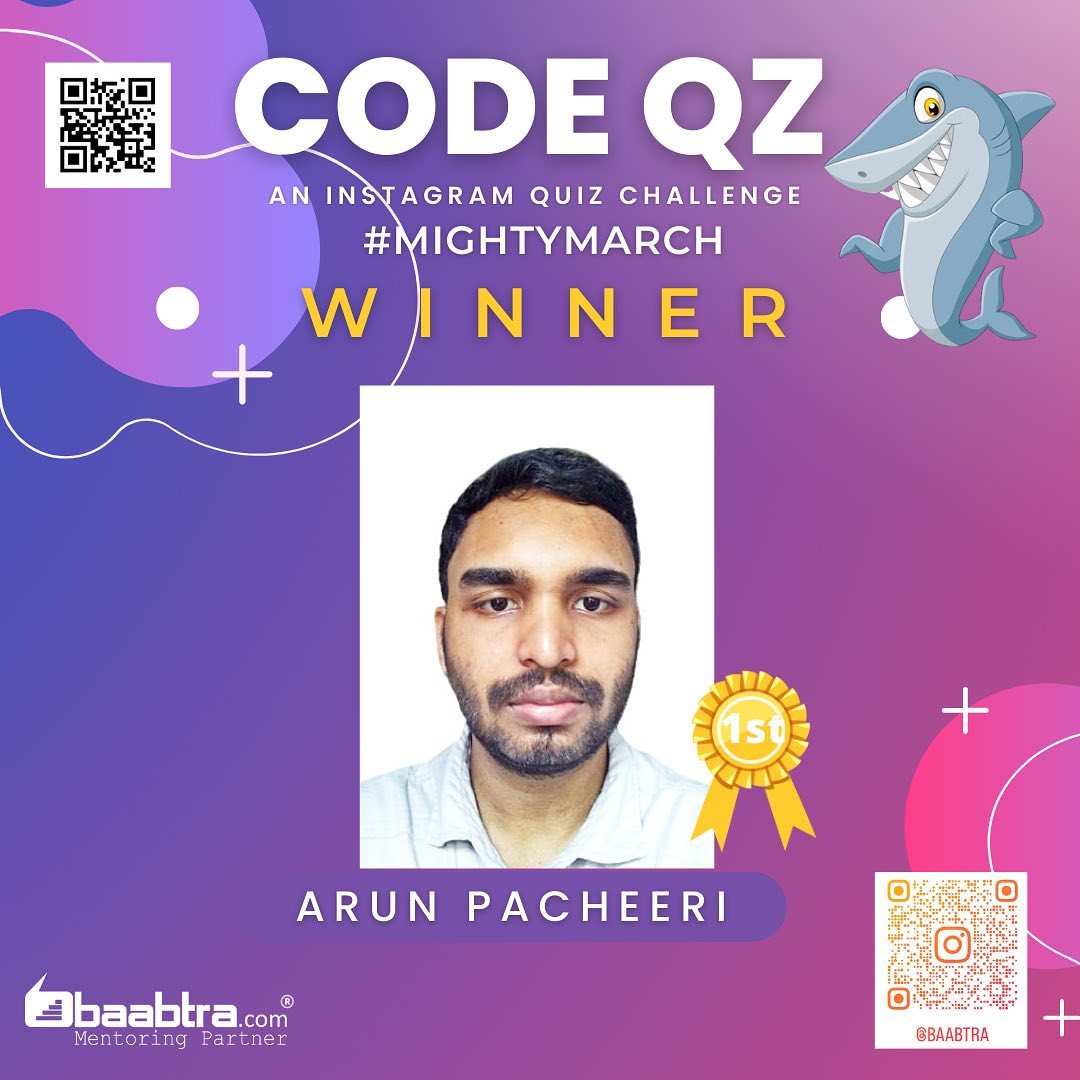 CODE QZ
AN INSTAGRAM QUIZ CHALLENGE
#MIGHTYMARCH
WINNER
1st
ARUN PACHEERI
baabtra.com®
Mentoring Partner
@BAABTRA